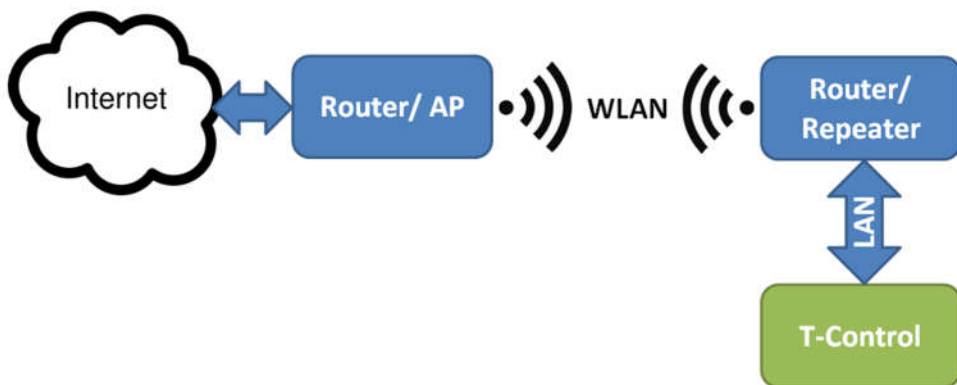 Internet
Router/ AP
WLAN
Router/
Repeater
LAN
T-Control